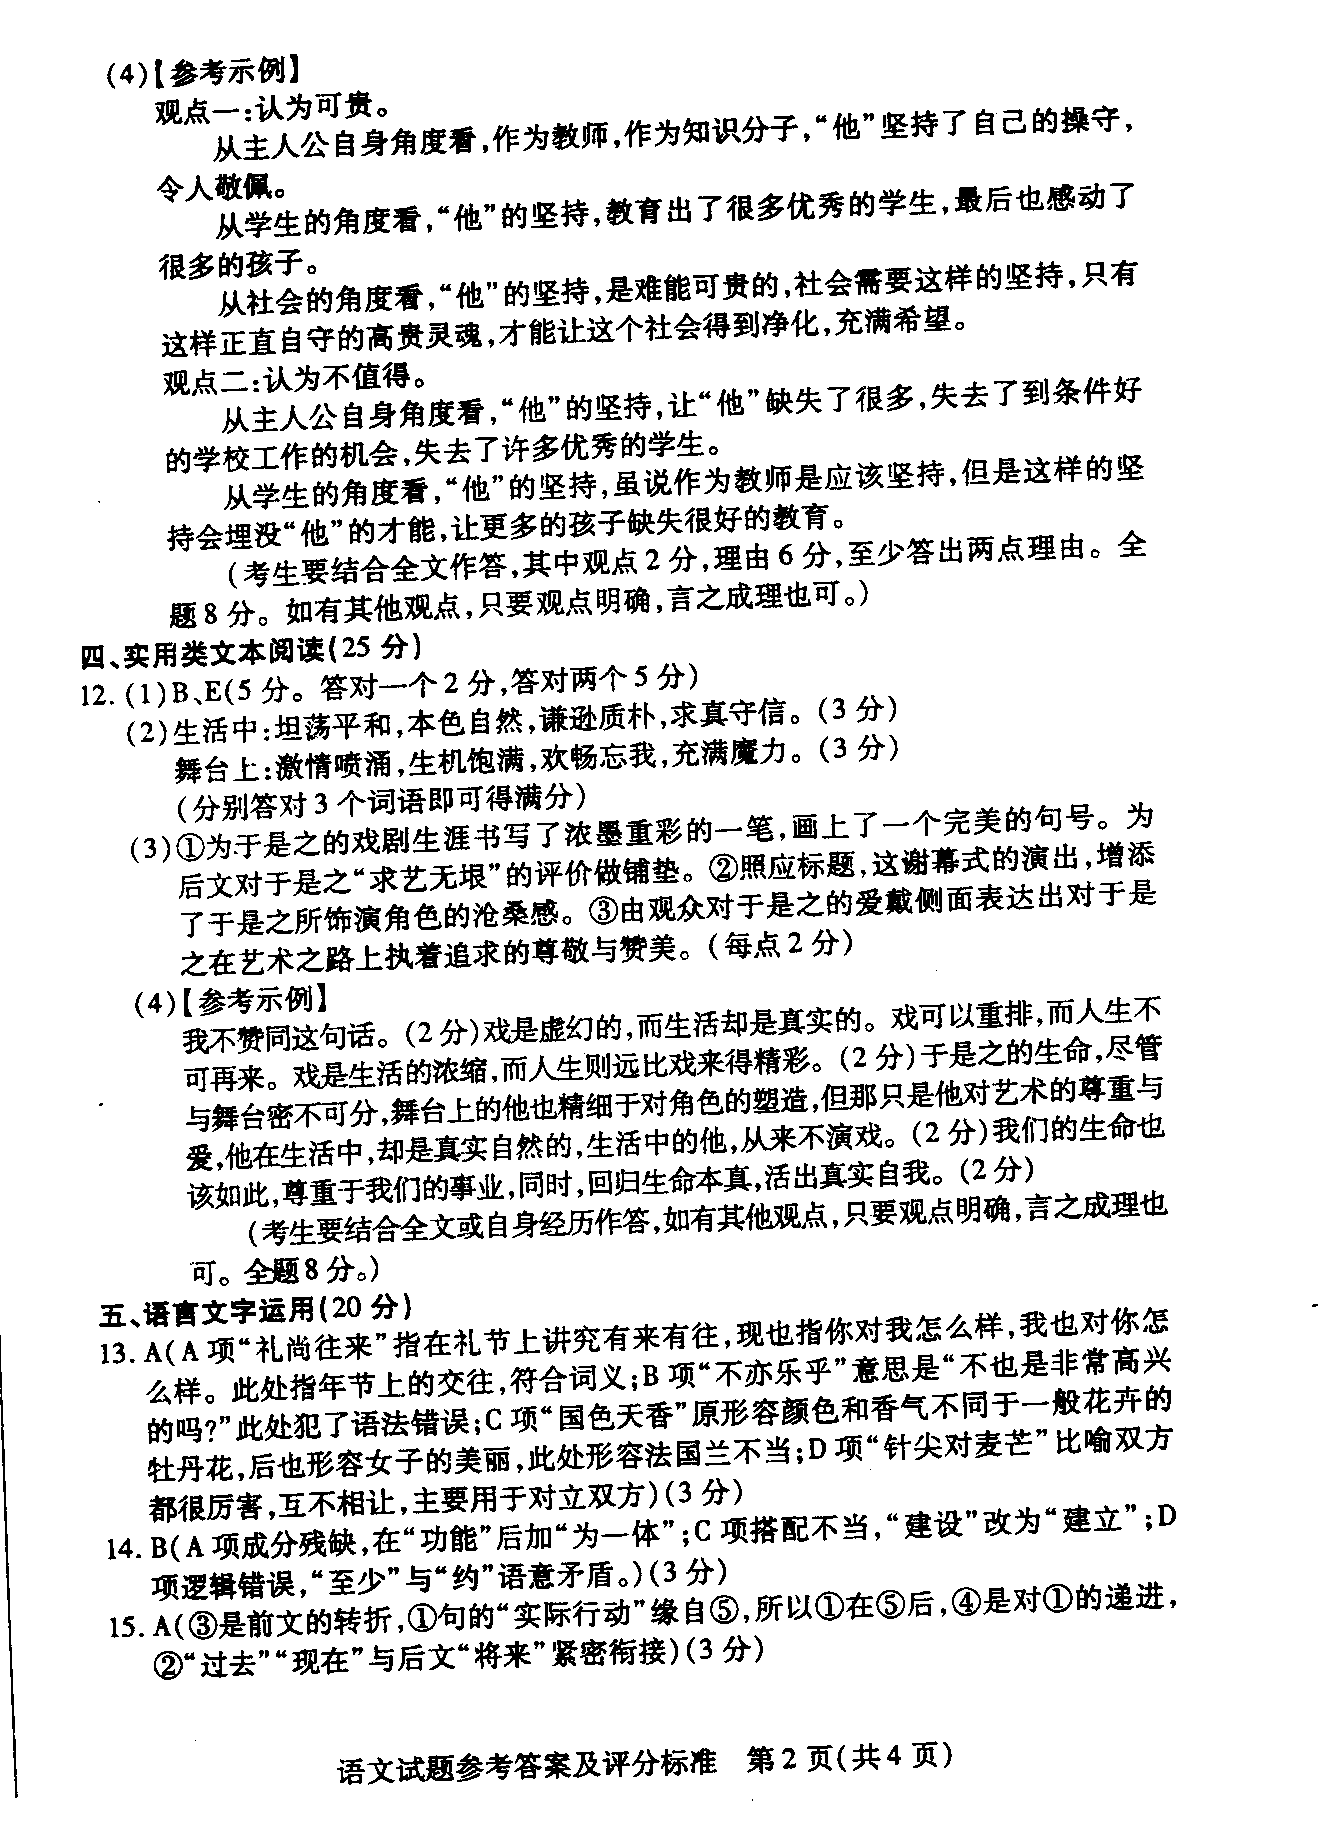 (4)【参考示例】
观点一:认为可贵。
从主人公自身角度看,作为教师,作为知识分子,“他”坚持了自己的操守,
令人敬佩。
从学生的角度看,“他”的坚持,教育出了很多优秀的学生,最后也感动了
很多的孩子。
从社会的角度看,“他”的坚持,是难能可贵的,社会需要这样的坚持,只有
这样正直自守的高贵灵魂,才能让这个社会得到净化,充满希望。
观点二:认为不值得。
从主人公自身角度看,“他”的坚持,让“他”缺失了很多,失去了到条件好
的学校工作的机会,失去了许多优秀的学生。
从学生的角度看,“他”的坚持,虽说作为教师是应该坚持,但是这样的坚
持会埋没“他”的才能,让更多的孩子缺失很好的教育。
(考生要结合全文作答,其中观点2分,理由6分,至少答出两点理由。全
题8分。如有其他观点,只要观点明确,言之成理也可。)
四、实用类文本阅读(25分)
12. (1)B、E(5分。答对一个2分,答对两个5分)
(2)生活中:坦荡平和,本色自然,谦逊质朴,求真守信。(3分)
舞台上:激情喷涌,生机饱满,欢畅忘我,充满魔力。(3分)
(分别答对3个词语即可得满分)
(3)①为于是之的戏剧生涯书写了浓墨重彩的一笔,画上了一个完美的句号。为
后文对于是之“求艺无垠”的评价做铺垫。②照应标题,这谢幕式的演出,增添
了于是之所饰演角色的沧桑感。③由观众对于是之的爱戴侧面表达出对于是
之在艺术之路上执着追求的尊敬与赞美。(每点2分)
(4)【参考示例】
我不赞同这句话。(2分)戏是虚幻的,而生活却是真实的。戏可以重排,而人生不
可再来。戏是生活的浓缩,而人生则远比戏来得精彩。(2分)于是之的生命,尽管
与舞台密不可分,舞台上的他也精细于对角色的塑造,但那只是他对艺术的尊重与
爱,他在生活中,却是真实自然的,生活中的他,从来不演戏。(2分)我们的生命也
该如此,尊重于我们的事业,同时,回归生命本真,活出真实自我。(2分)
(考生要结合全文或自身经历作答,如有其他观点,只要观点明确,言之成理也
可。全题8分。)
五、语言文字运用(20分)
13. A(A项“礼尚往来”指在礼节上讲究有来有往,现也指你对我怎么样,我也对你怎
么样。此处指年节上的交往,符合词义;B项“不亦乐乎”意思是“不也是非常高兴
的吗?”此处犯了语法错误;C项“国色天香”原形容颜色和香气不同于一般花卉的
牡丹花,后也形容女子的美丽,此处形容法国兰不当;D项“针尖对麦芒”比喻双方
都很厉害,互不相让,主要用于对立双方)(3分)
14. B(A项成分残缺,在“功能”后加“为一体”;C项搭配不当,“建设”改为“建立”;D
项逻辑错误,“至少”与“约”语意矛盾。)(3分)
15. A(③是前文的转折,①句的“实际行动”缘自⑤,所以①在⑤后,④是对①的递进,
②“过去”“现在”与后文“将来”紧密衔接)(3分)
语文试题参考答案及评分标准 第2页(共4页)